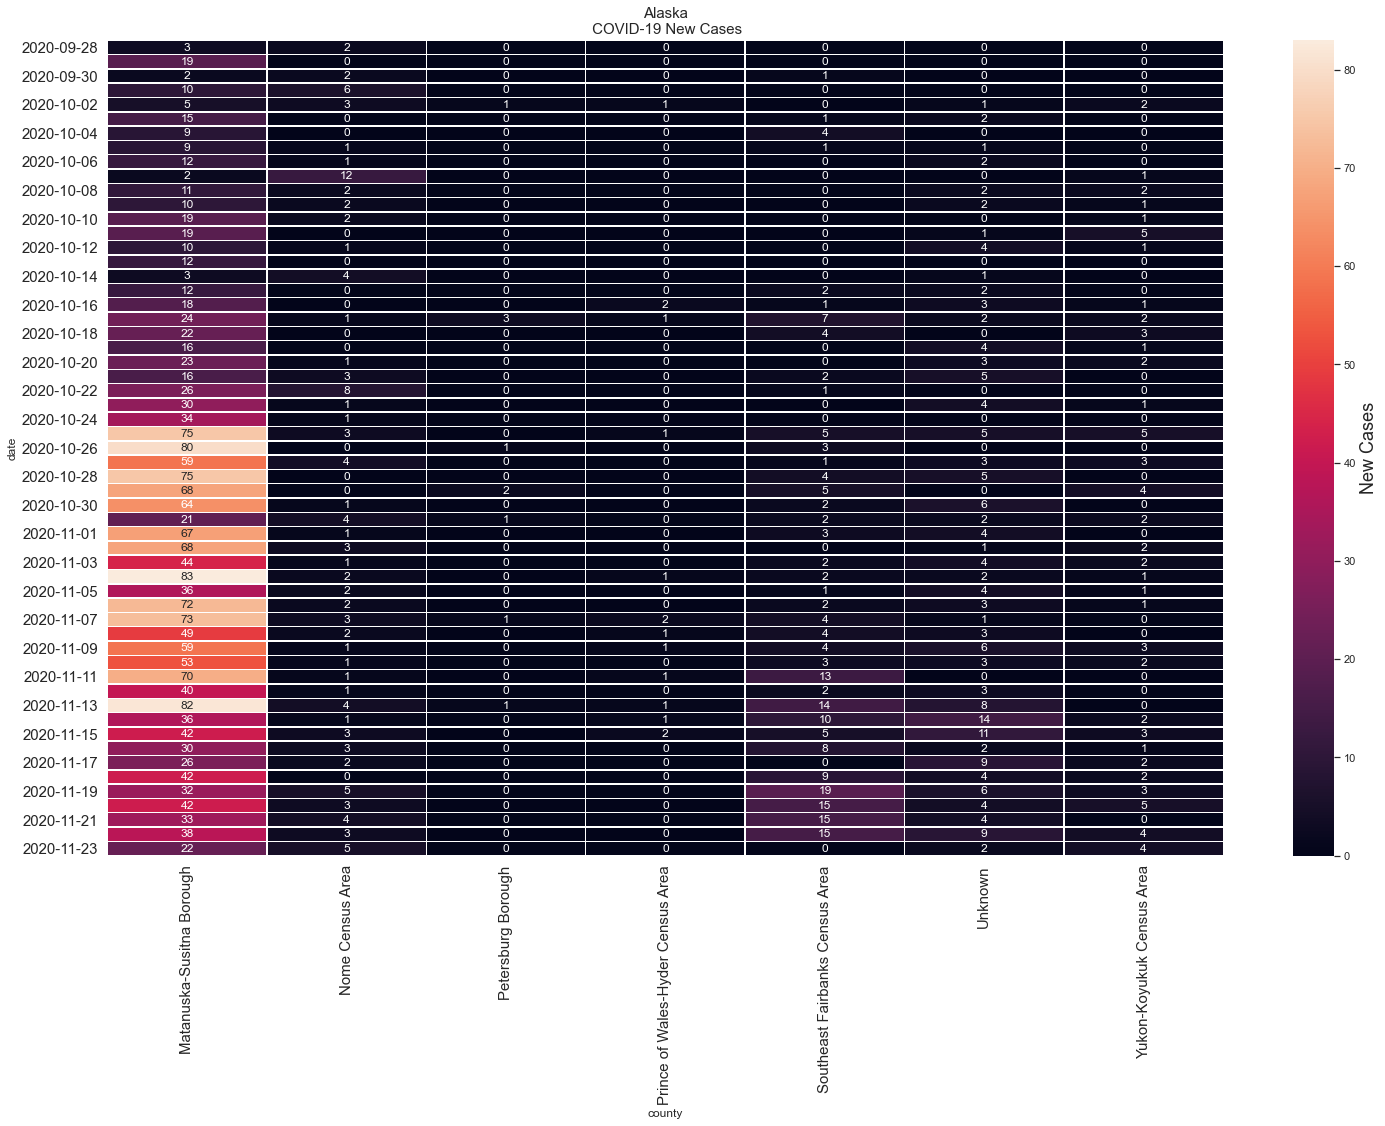 Alaska
COVID-19 New Cases
2020-09-28 3 2 0 0 0 0 0
19 0 0 0 0 0 0
2020-09-30 2 2 0 0 1 0 0
10 6 0 0 0 0 0
2020-10-02 5 3 1 1 0 1 2
15 0 0 0 1 2 0
2020-10-04 9 0 0 0 4 0 0
9 1 0 0 1 1 0
2020-10-06 12 1 0 0 0 2 0
2 12 0 0 0 0 1
2020-10-08 11 2 0 0 0 2 2
10 2 0 0 0 2 1
2020-10-10 19 2 0 0 0 0 1
19 0 0 0 0 1 5
2020-10-12 10 1 0 0 0 4 1
12 0 0 0 0 0 0
2020-10-14 3 4 0 0 0 1 0
12 0 0 0 2 2 0
2020-10-16 18 0 0 2 1 3 1
24 1 3 1 7 2 2
2020-10-18 22 0 0 0 4 0 3
16 0 0 0 0 4 1
2020-10-20 23 1 0 0 0 3 2
16 3 0 0 2 5 0
2020-10-22 26 8 0 0 1 0 0
30 1 0 0 0 4 1
2020-10-24 34 1 0 0 0 0 0
75 3 0 1 5 5 5
2020-10-26 80 0 1 0 3 0 0
59 4 0 0 1 3 3
2020-10-28 75 0 0 0 4 5 0
68 0 2 0 5 0 4
2020-10-30 64 1 0 0 2 6 0
21 4 1 0 2 2 2
2020-11-01 67 1 0 0 3 4 0
68 3 0 0 0 1 2
2020-11-03 44 1 0 0 2 4 2
83 2 0 1 2 2 1
2020-11-05 36 2 0 0 1 4 1
72 2 0 0 2 3 1
2020-11-07 73 3 1 2 4 1 0
49 2 0 1 4 3 0
2020-11-09 59 1 0 1 4 6 3
53 1 0 0 3 3 2
2020-11-11 70 1 0 1 13 0 0
40 1 0 0 2 3 0
2020-11-13 82 4 1 1 14 8 0
36 1 0 1 10 14 2
2020-11-15 42 3 0 2 5 11 3
30 3 0 0 8 2 1
2020-11-17 26 2 0 0 0 9 2
42 0 0 0 9 4 2
2020-11-19 32 5 0 0 19 6 3
42 3 0 0 15 4 5
2020-11-21 33 4 0 0 15 4 0
38 3 0 0 15 9 4
2020-11-23 22 5 0 0 0 2 4
date
Matanuska-Susitna Borough
Nome Census Area
Petersburg Borough
Prince of Wales-Hyder Census Area
Southeast Fairbanks Census Area
Unknown
Yukon-Koyukuk Census Area
county
80
70
60
50
40
30
20
10
0
New Cases